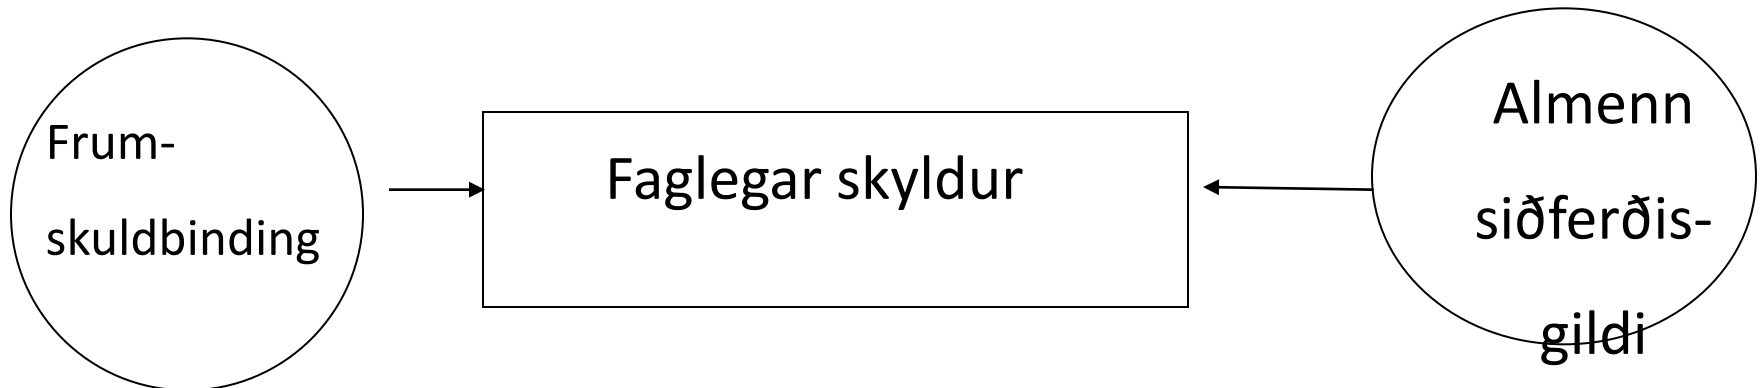 Frum-
skuldbinding
Faglegar skyldur
Almenn
siðferðis-
gildi